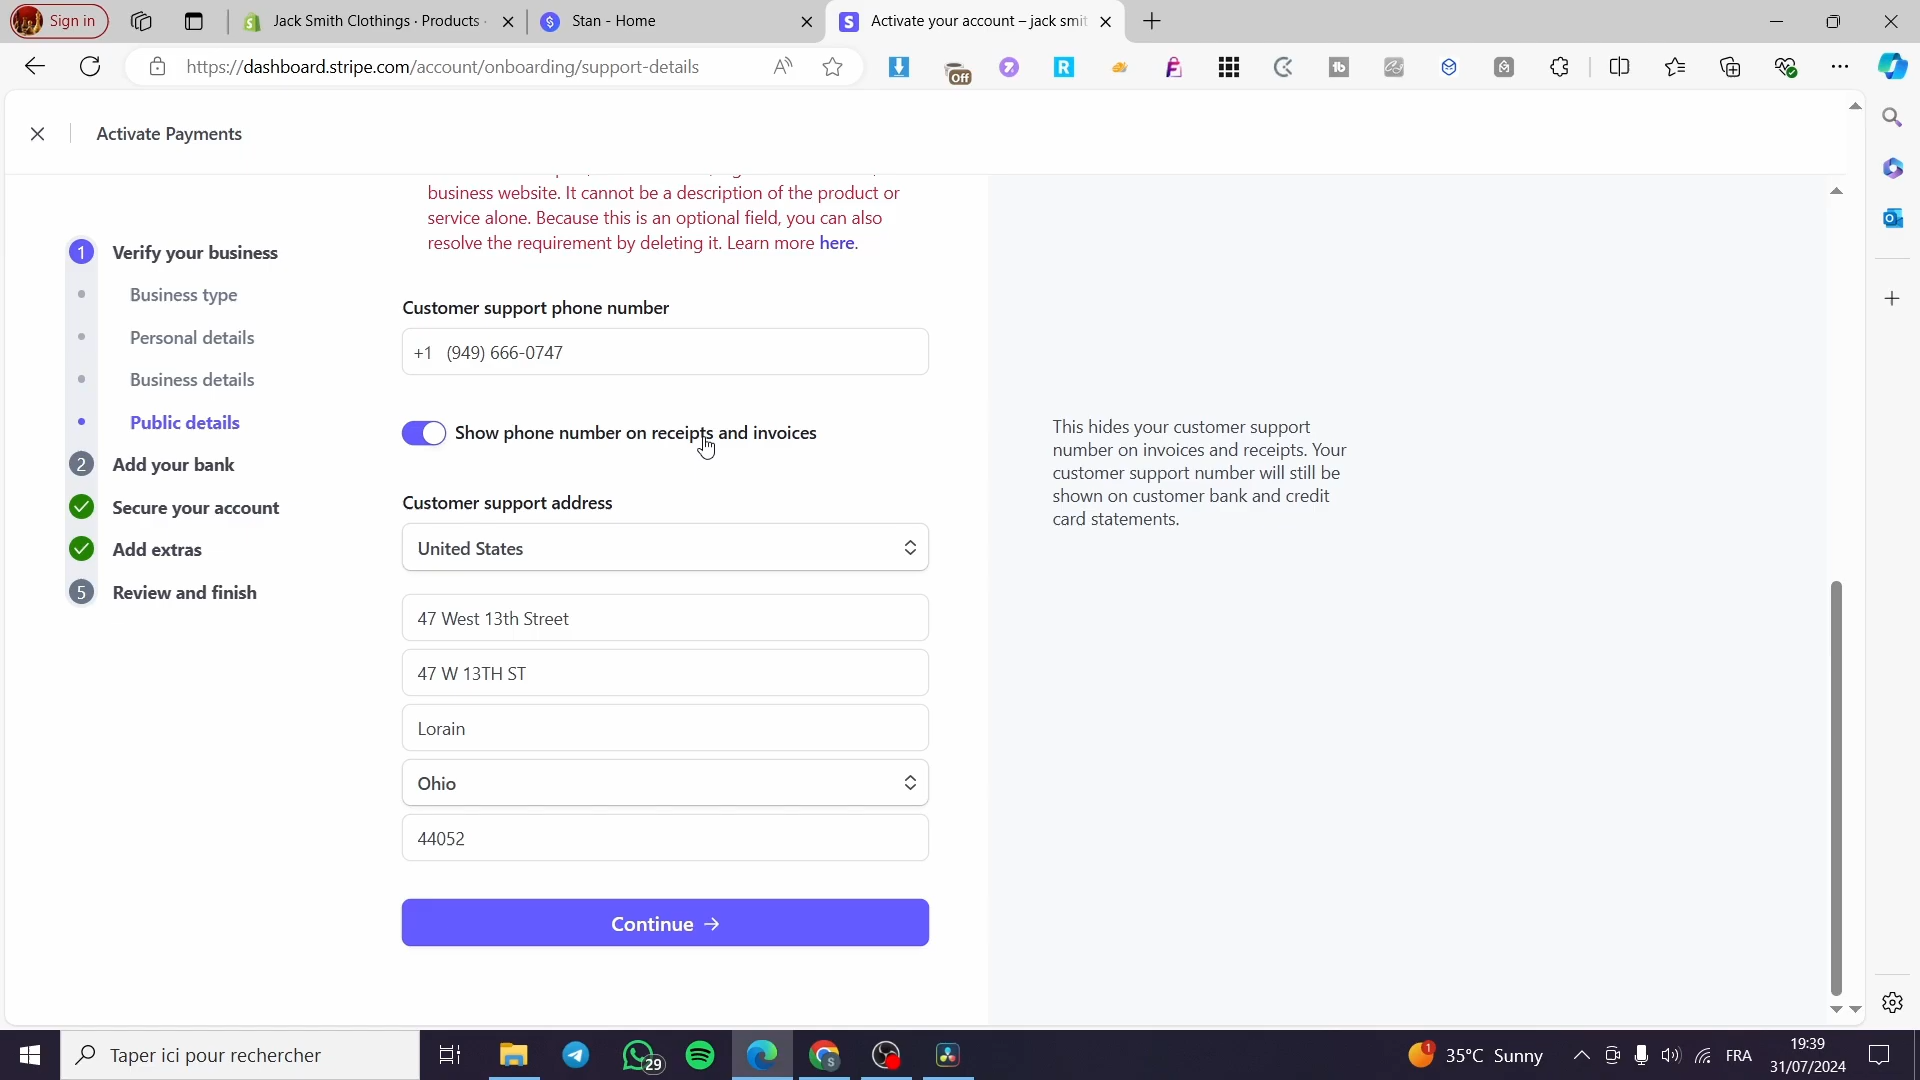 Sign in
Jack Smith Clothings · Products ·
Stan - Home
Activate your account – jack smit
https://dashboard.stripe.com/account/onboarding/support-details
Off
Activate Payments
business website. It cannot be a description of the product or
service alone. Because this is an optional field, you can also
resolve the requirement by deleting it. Learn more here.
1 Verify your business
Business type
Personal details
Business details
Public details
2 Add your bank
Secure your account
Add extras
5 Review and finish
Customer support phone number
+1 (949) 666-0747
Show phone number on receipts and invoices
This hides your customer support
number on invoices and receipts. Your
customer support number will still be
shown on customer bank and credit
card statements.
Customer support address
United States
47 West 13th Street
47 W 13TH ST
Lorain
Ohio
44052
Continue →
Taper ici pour rechercher
29
1
35°C Sunny
FRA
19:39
31/07/2024